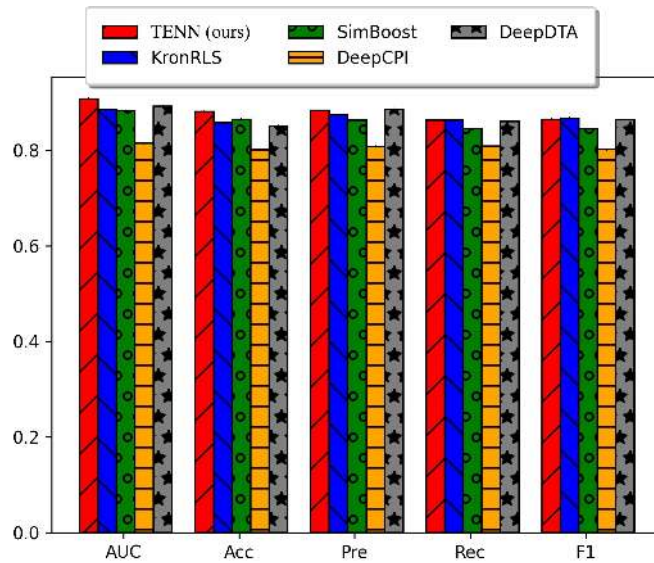 TENN (ours)
KronRLS
SimBoost
DeepCPI
DeepDTA
0.8
0.6
0.4
0.2
0.0
AUC
Acc
Pre
Rec
F1